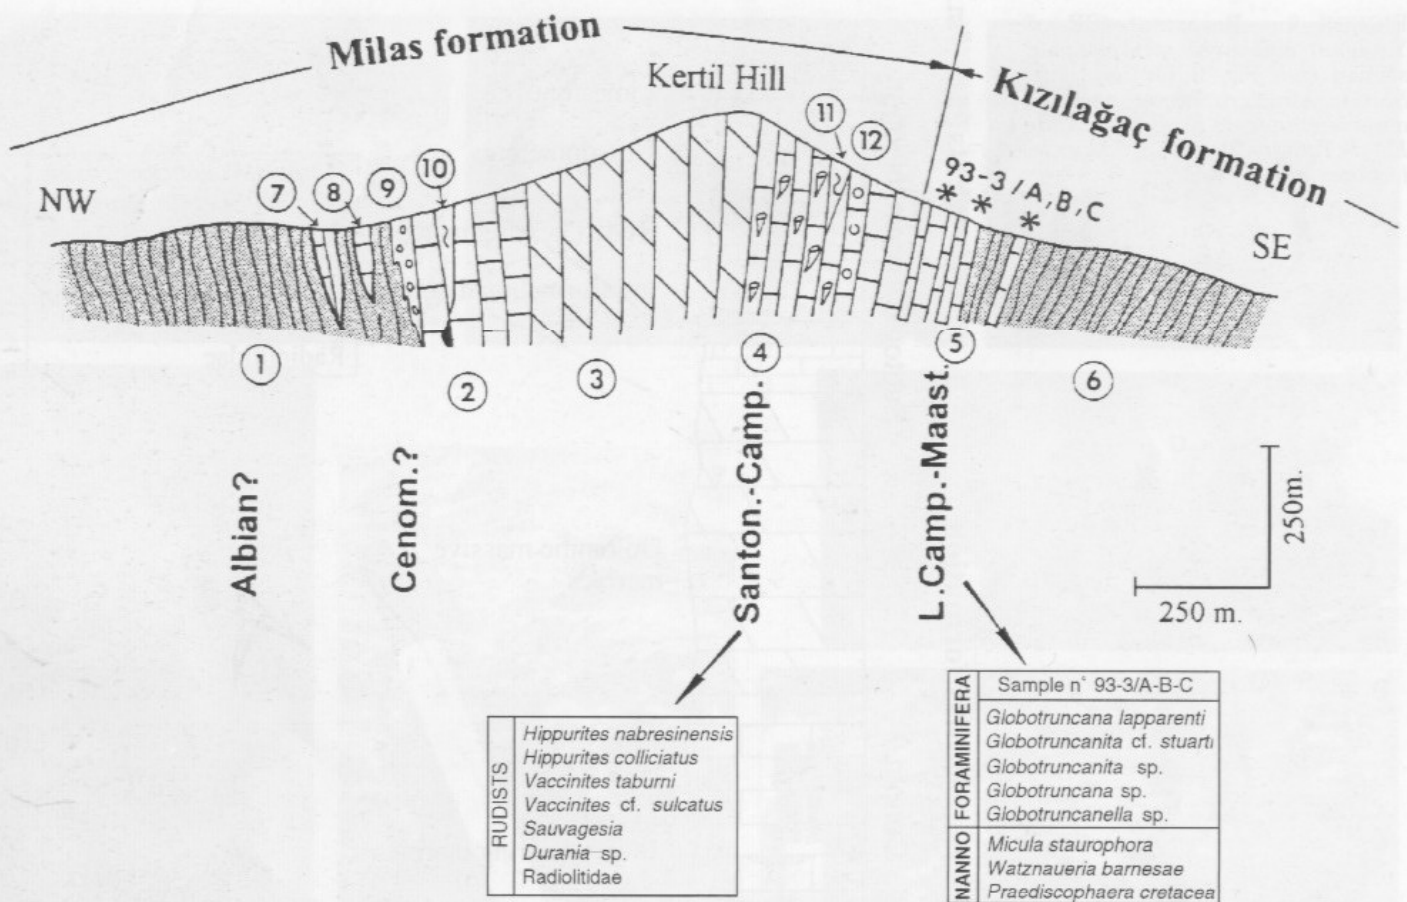 Milas formation
Kertil Hill
Kızılağaç formation
NW
7
8
9
10
11
12
93-3/A,B,C
SE
1
2
3
4
5
6
Albian?
Cenom.?
Santon.-Camp.
L.Camp.-Maast.
250m.
250 m.
RUDISTS
Hippurites nabresinensis
Hippurites colliciatus
Vaccinites taburni
Vaccinites cf. sulcatus
Sauvagesia
Durania sp.
Radiolitidae
Sample n° 93-3/A-B-C
FORAMINIFERA
Globotruncana lapparenti
Globotruncanita cf. stuarti
Globotruncanita sp.
Globotruncana sp.
Globotruncanella sp.
NANNO
Micula staurophora
Watznaueria barnesae
Praediscophaera cretacea